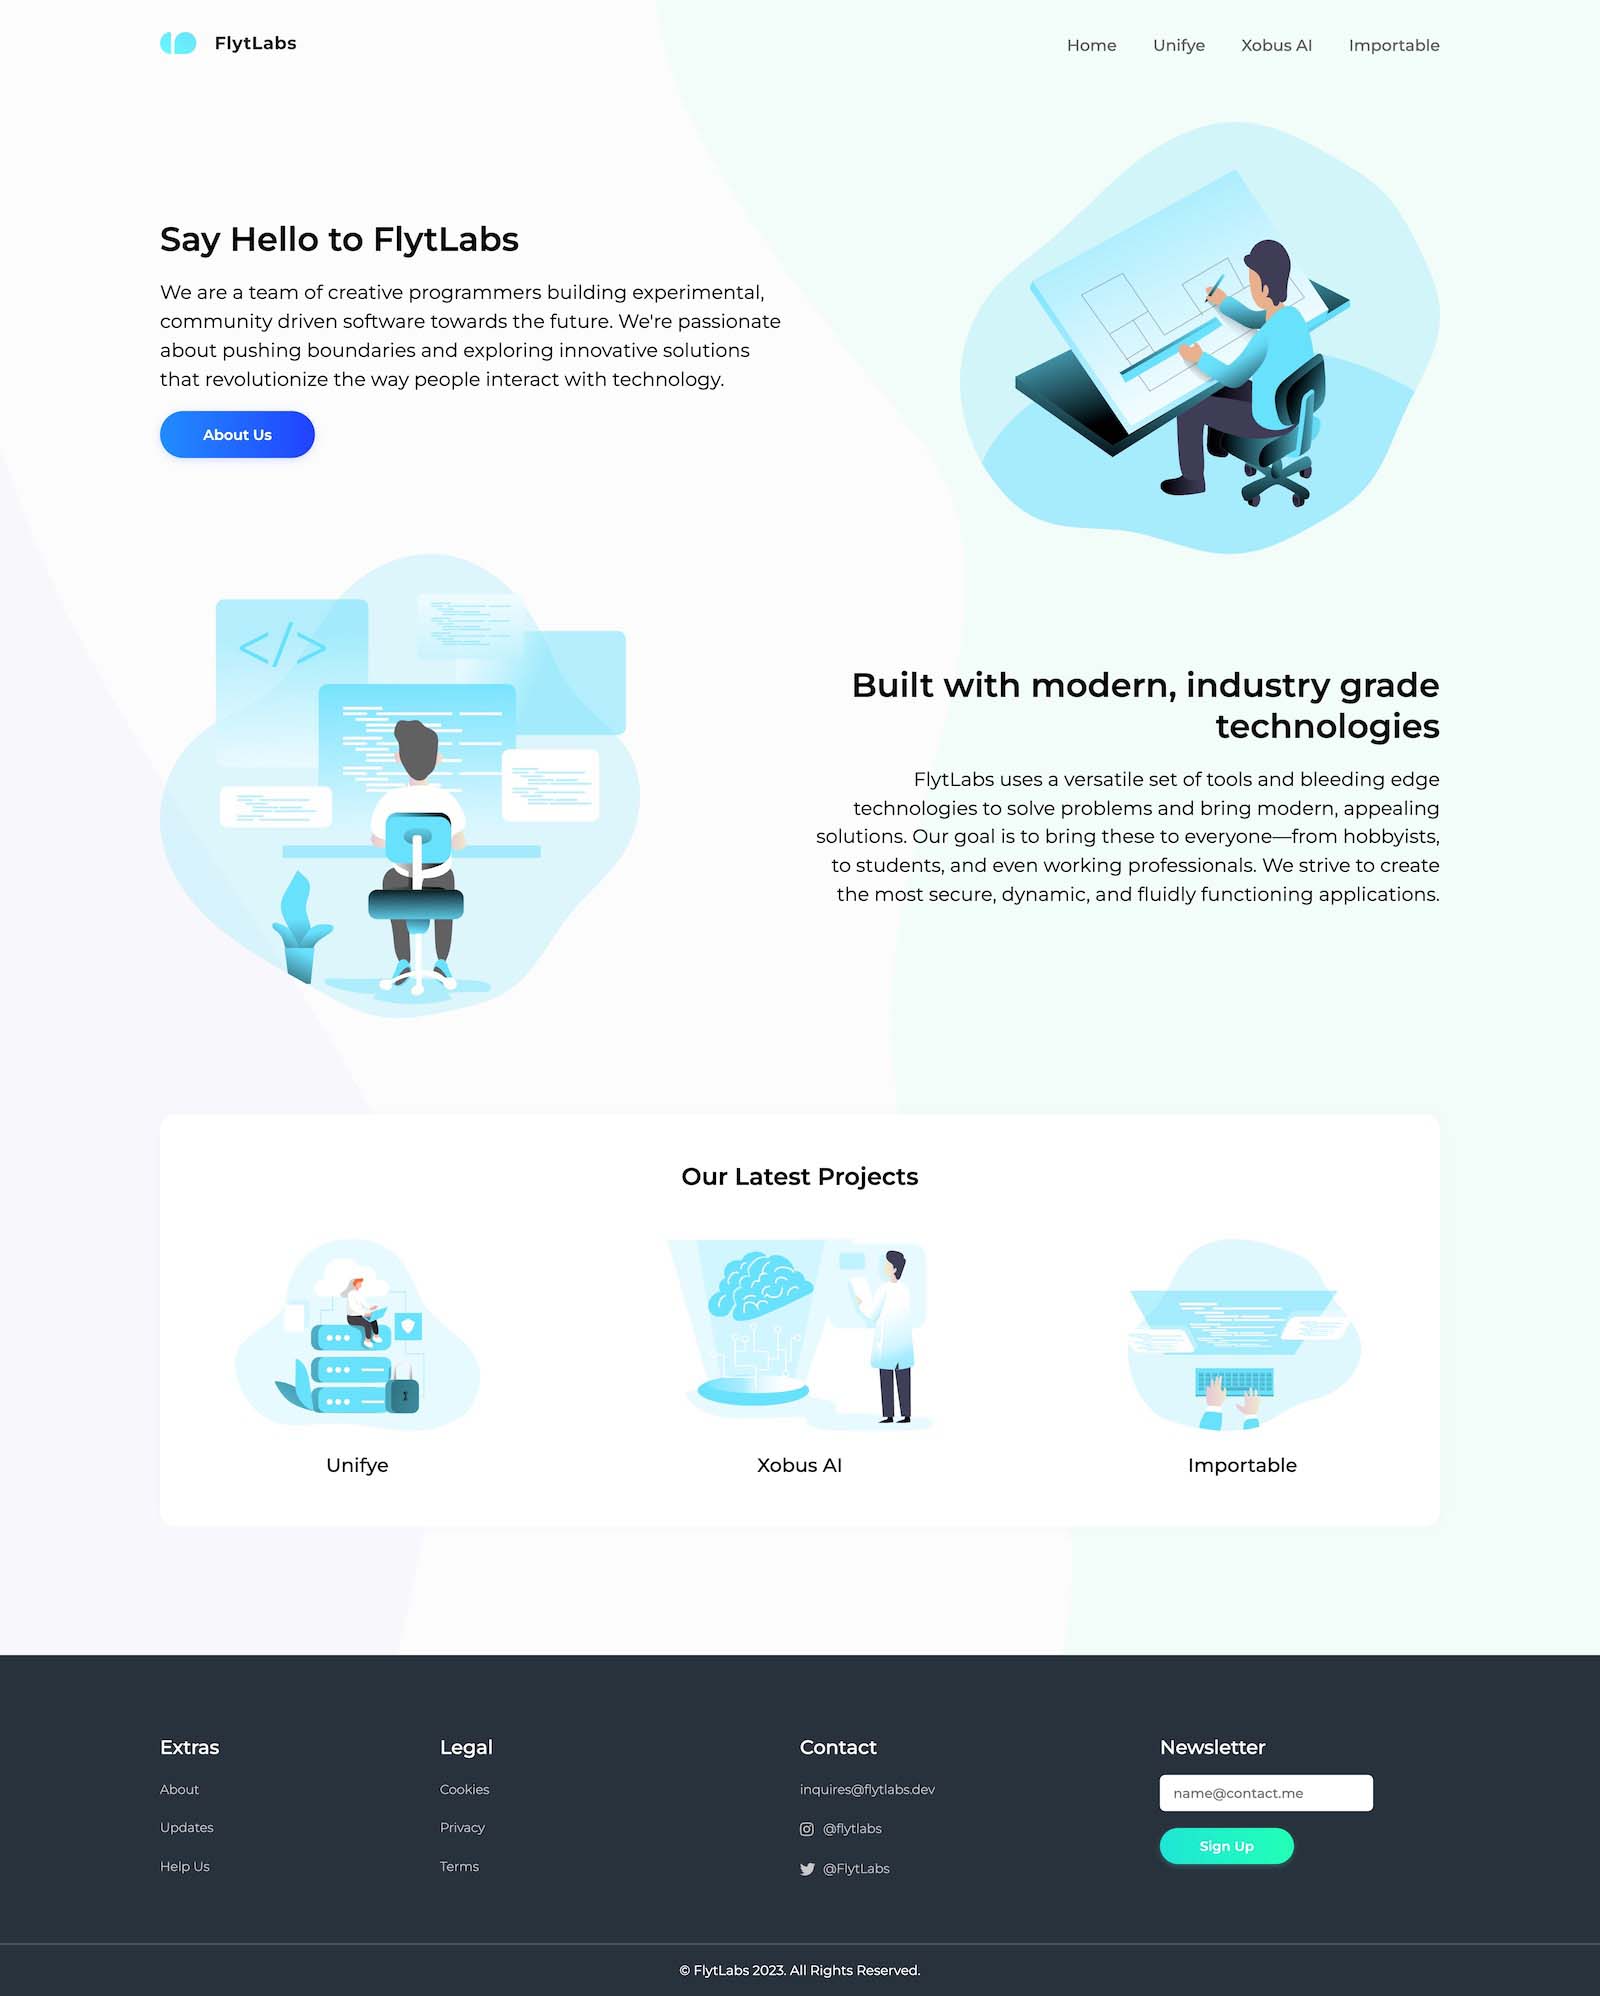 FlytLabs
Home
Unifye
Xobus AI
Importable
Say Hello to FlytLabs
We are a team of creative programmers building experimental,
community driven software towards the future. We're passionate
about pushing boundaries and exploring innovative solutions
that revolutionize the way people interact with technology.
About Us
</>
Built with modern, industry grade
technologies
FlytLabs uses a versatile set of tools and bleeding edge
technologies to solve problems and bring modern, appealing
solutions. Our goal is to bring these to everyone—from hobbyists,
to students, and even working professionals. We strive to create
the most secure, dynamic, and fluidly functioning applications.
Our Latest Projects
Unifye
Xobus AI
Importable
Extras
About
Updates
Help Us
Legal
Cookies
Privacy
Terms
Contact
inquires@flytlabs.dev
@flytlabs
@FlytLabs
Newsletter
name@contact.me
Sign Up
© FlytLabs 2023. All Rights Reserved.